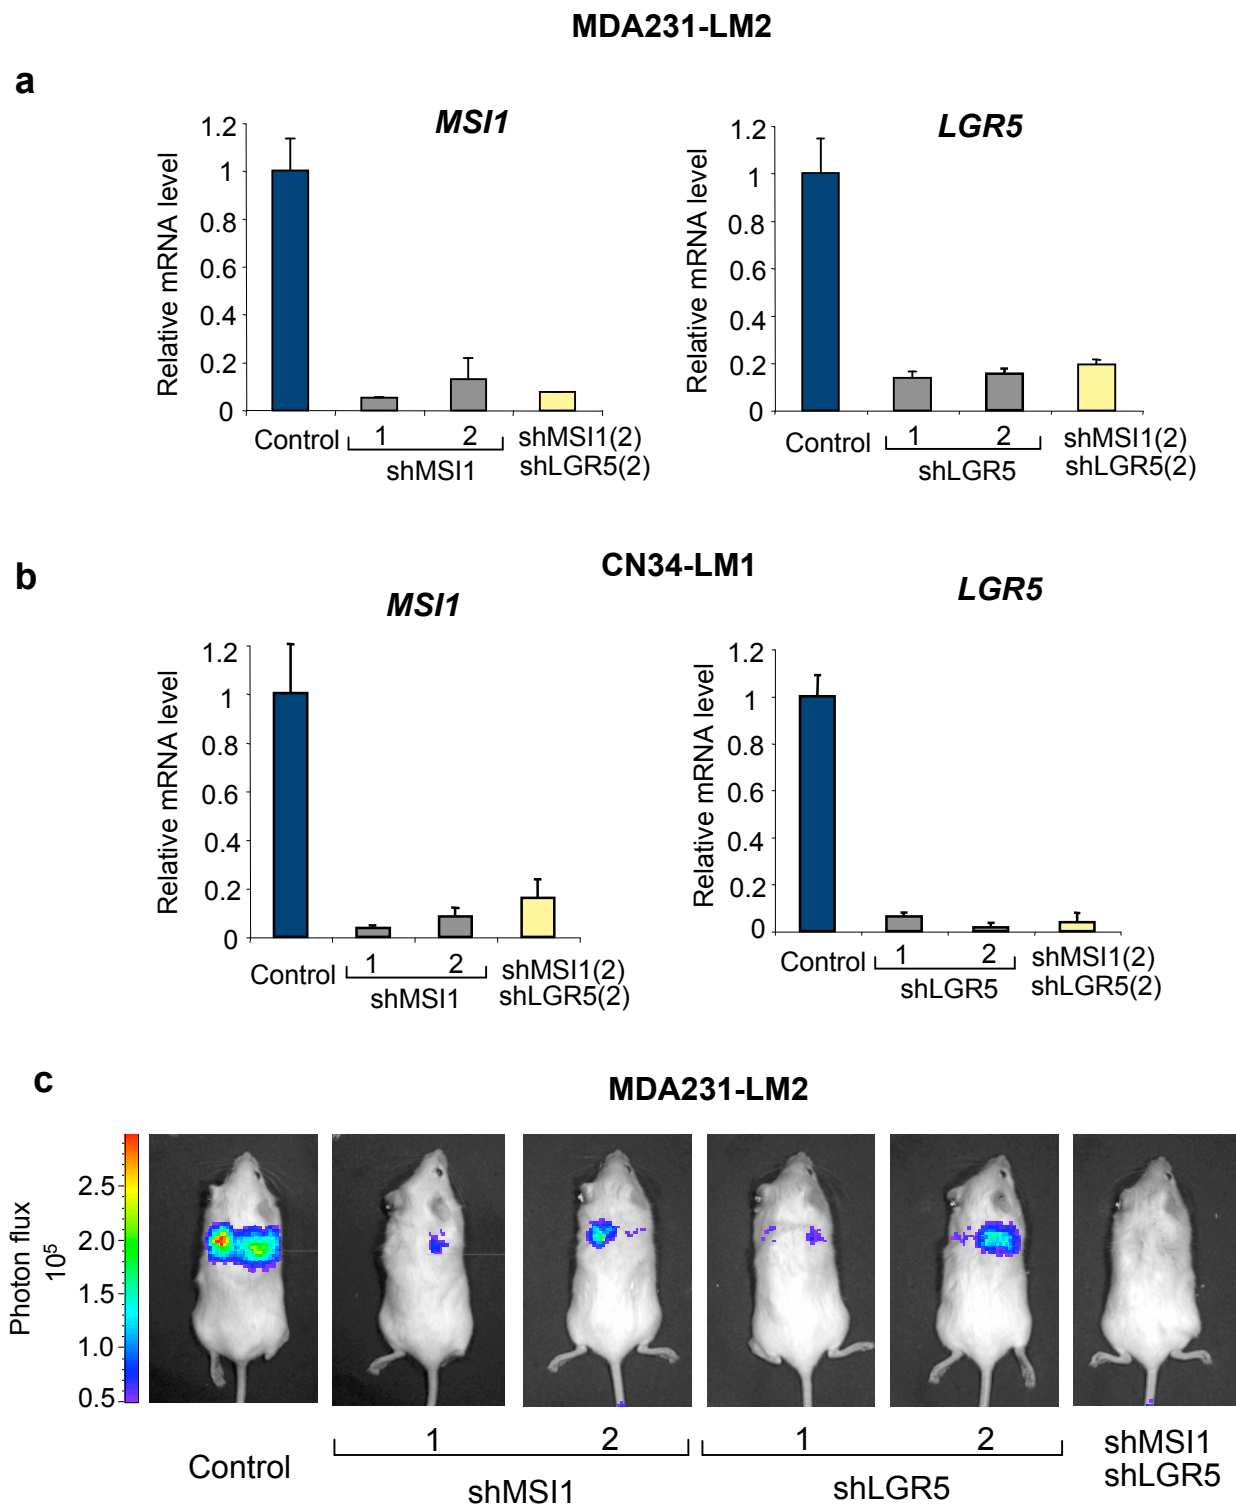 MDA231-LM2
a
MSI1
Relative mRNA level
1.2
1
0.8
0.6
0.4
0.2
0
Control
1
2
shMSI1
shMSI1(2)
shLGR5(2)
LGR5
Relative mRNA level
1.2
1
0.8
0.6
0.4
0.2
0
Control
1
2
shLGR5
shMSI1(2)
shLGR5(2)
b
CN34-LM1
MSI1
Relative mRNA level
1.2
1
0.8
0.6
0.4
0.2
0
Control
1
2
shMSI1
shMSI1(2)
shLGR5(2)
LGR5
Relative mRNA level
1.2
1
0.8
0.6
0.4
0.2
0
Control
1
2
shLGR5
shMSI1(2)
shLGR5(2)
c
MDA231-LM2
Photon flux
10⁵
2.5
2.0
1.5
1.0
0.5
Control
1
2
shMSI1
1
2
shLGR5
shMSI1
shLGR5